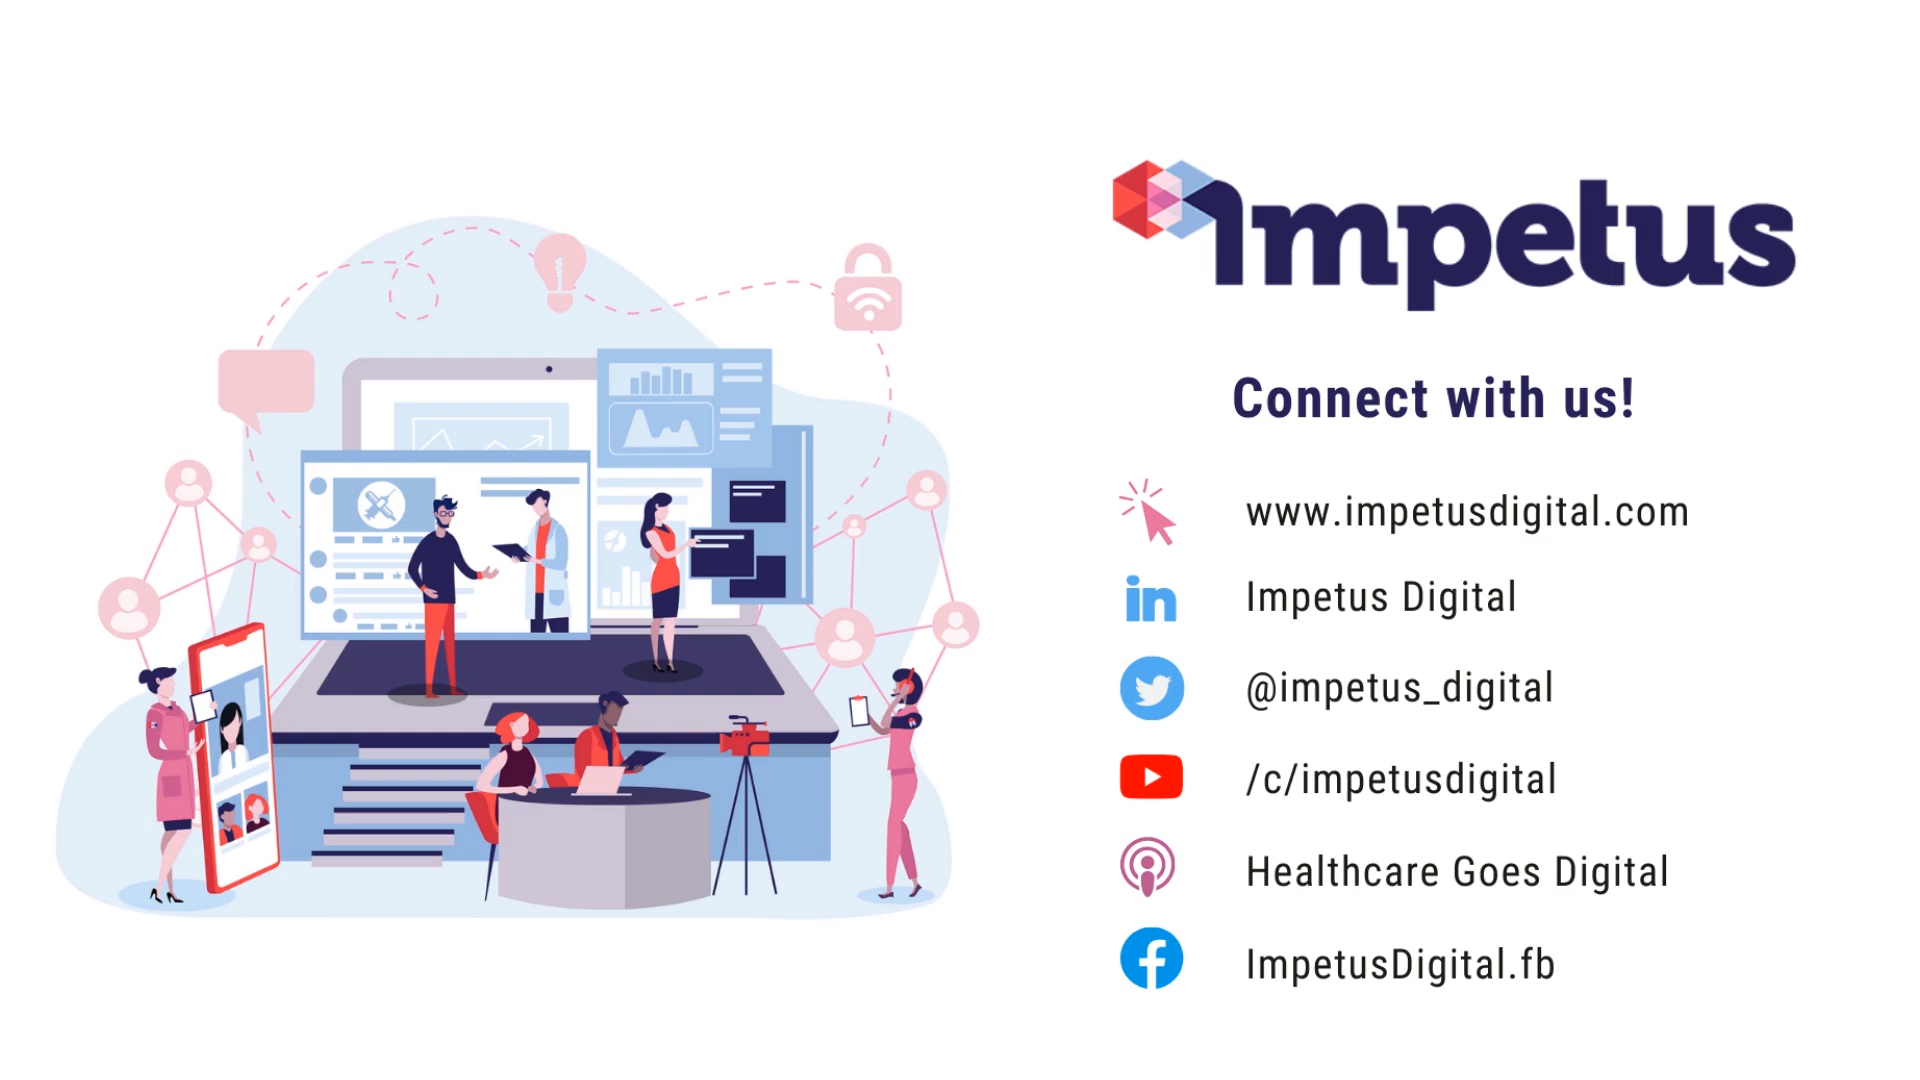 Impetus
Connect with us!
www.impetusdigital.com
Impetus Digital
@impetus_digital
/c/impetusdigital
Healthcare Goes Digital
ImpetusDigital.fb